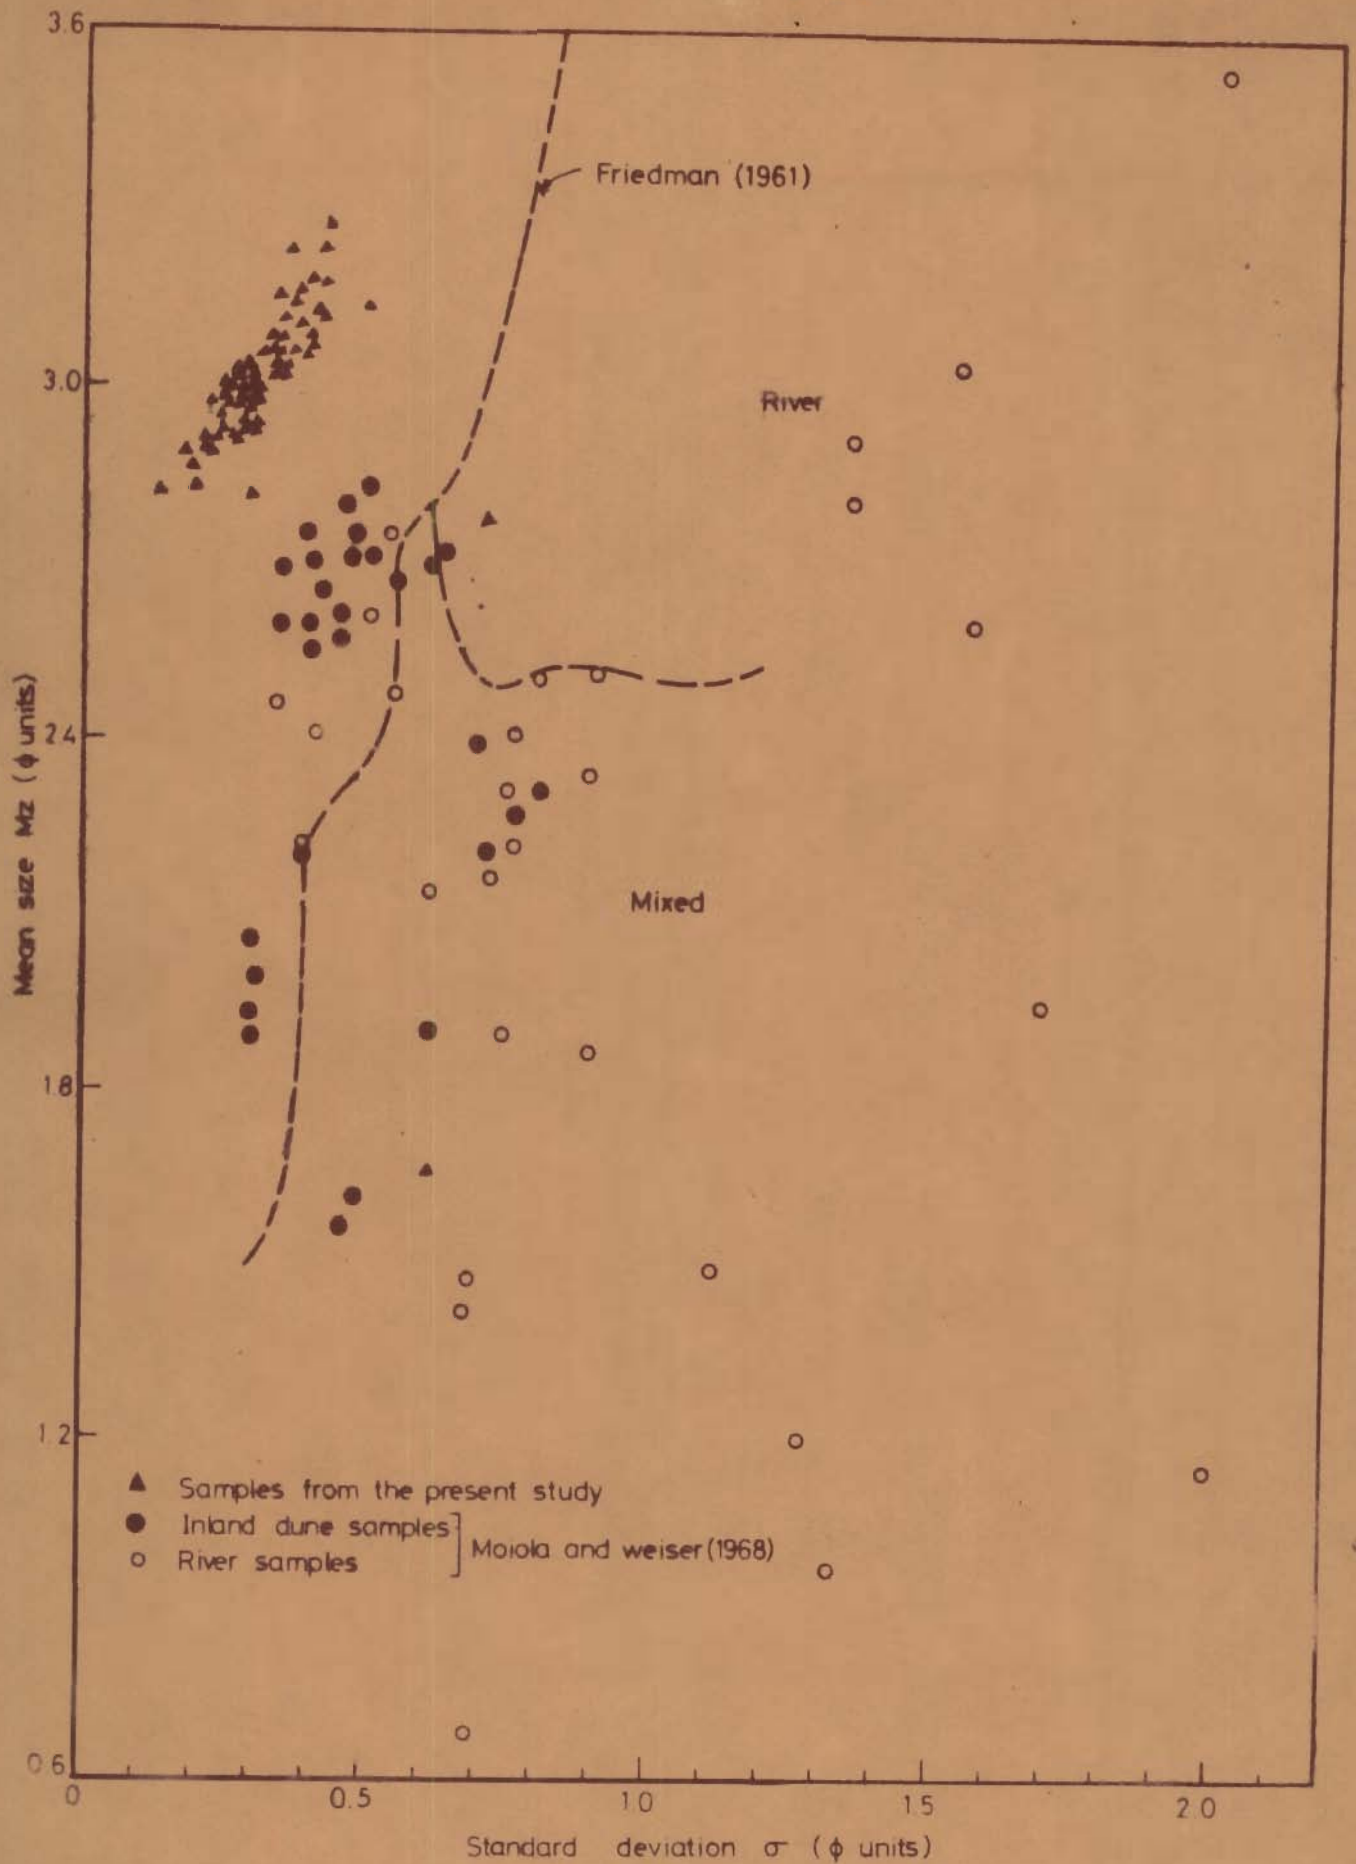 3.6
Friedman (1961)
3.0
River
Mean size Mz (ϕ units)
2.4
Mixed
1.8
1.2
▲ Samples from the present study
● Inland dune samples
○ River samples
Moiola and weiser (1968)
0.6
0 0.5 1.0 1.5 2.0
Standard deviation σ (ϕ units)